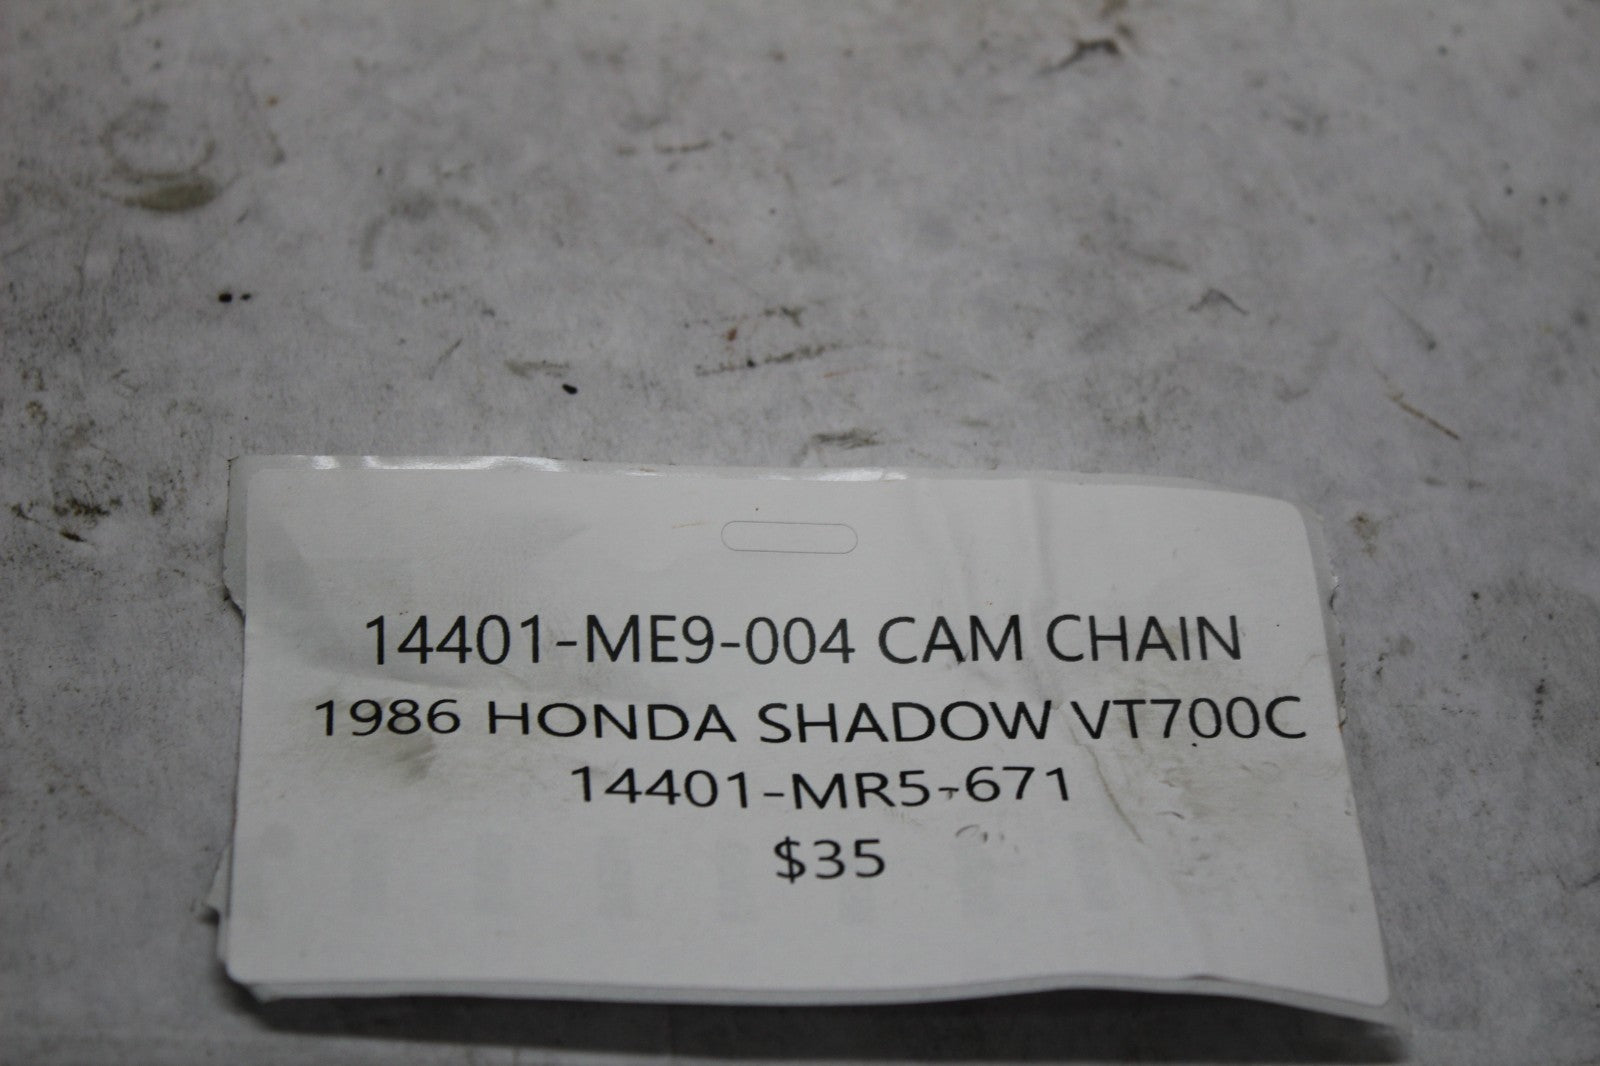 14401-ME9-004 CAM CHAIN
1986 HONDA SHADOW VT700C
14401-MR5-671
$35